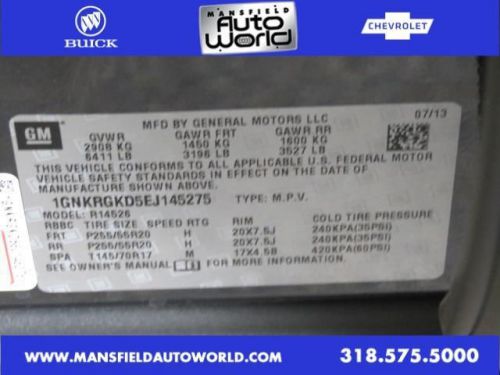 BUICK
MANSFIELD
Auto
World
CHEVROLET
GM
MFD BY GENERAL MOTORS LLC
07/13
GVWR GAWR FRT GAWR RR
2908 KG 1450 KG 1600 KG
6411 LB 3196 LB 3527 LB
THIS VEHICLE CONFORMS TO ALL APPLICABLE U.S. FEDERAL MOTOR
VEHICLE SAFETY STANDARDS IN EFFECT ON THE DATE OF
MANUFACTURE SHOWN ABOVE.
1GNKRGKD5EJ145275 TYPE: M.P.V.
MODEL: R14526
RBBC TIRE SIZE SPEED RTG RIM COLD TIRE PRESSURE
FRT P255/55R20 H 20X7.5J 240KPA(35PSI)
RR P255/55R20 H 20X7.5J 240KPA(35PSI)
SPA T145/70R17 M 17X4.5B 420KPA(60PSI)
SEE OWNER'S MANUAL FOR MORE INFORMATION.
WWW.MANSFIELDAUTOWORLD.COM 318.575.5000